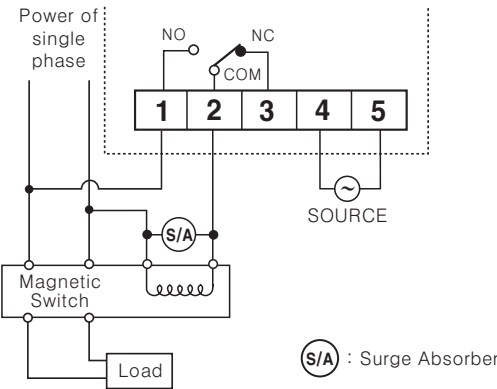 Power of
single
phase
NO
NC
COM
1 2 3 4 5
SOURCE
S/A
Magnetic
Switch
Load
S/A : Surge Absorber